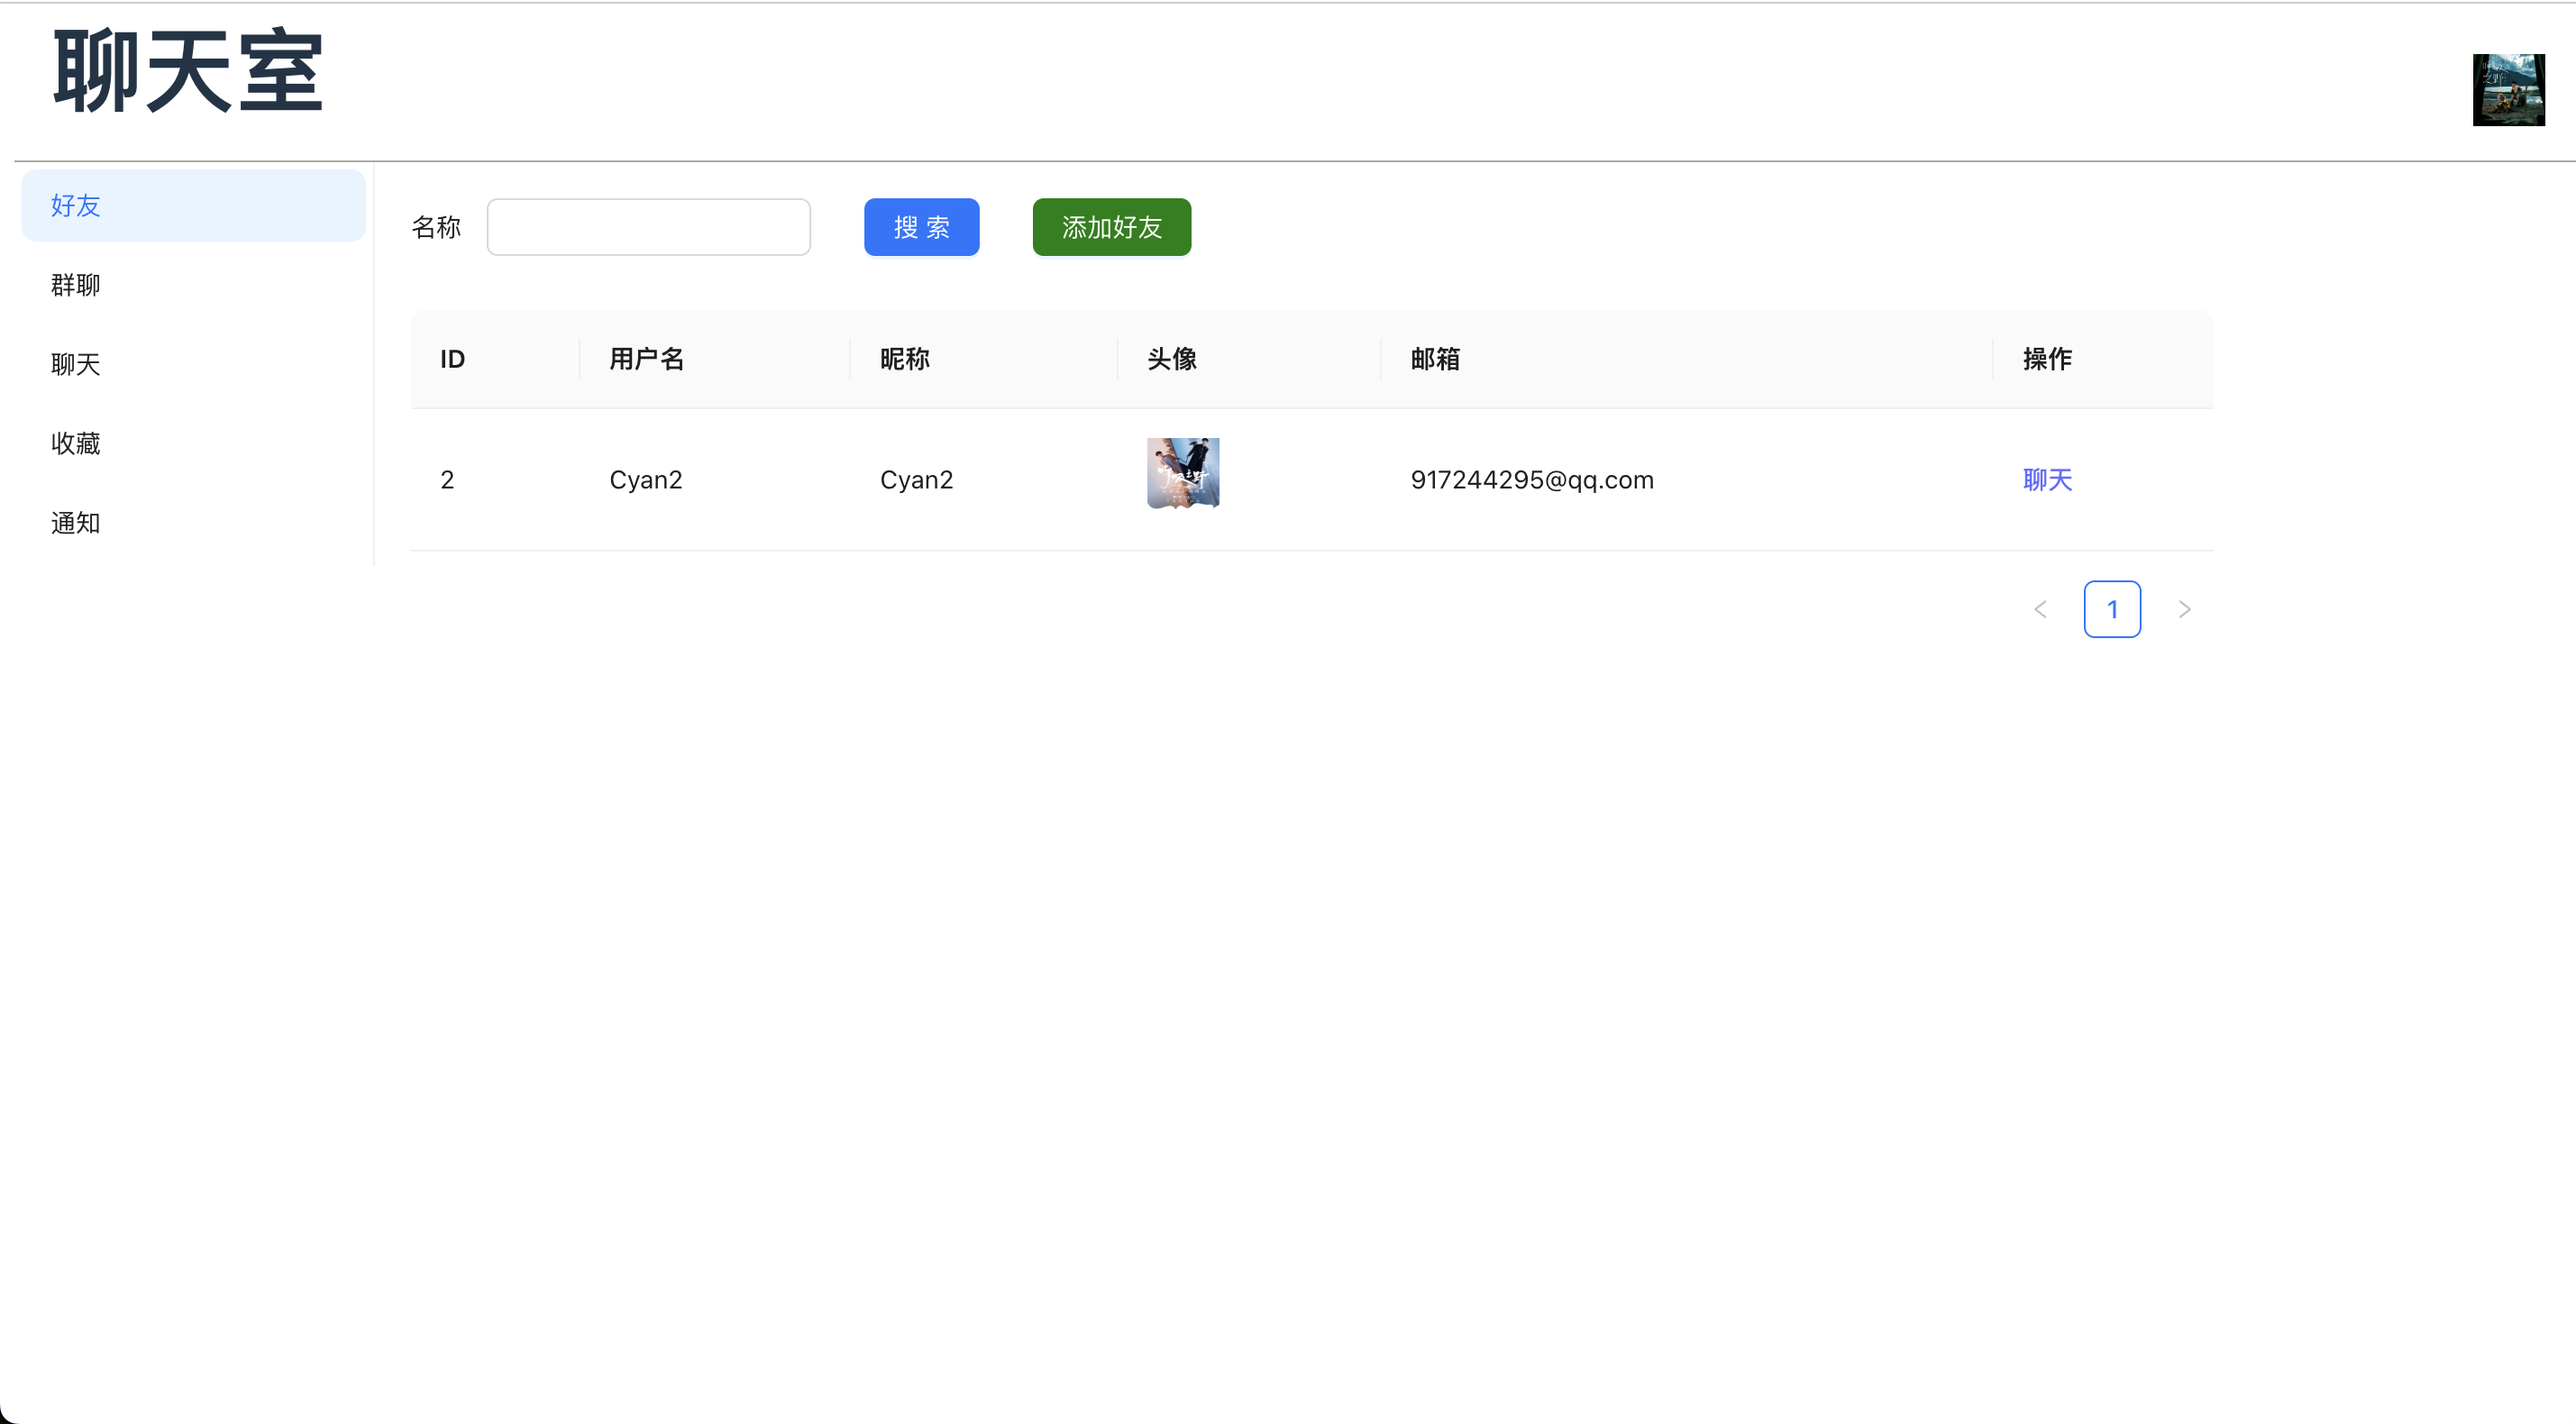 聊天室
好友
群聊
聊天
收藏
通知
名称
搜 索
添加好友
ID 用户名 昵称 头像 邮箱 操作
2 Cyan2 Cyan2 917244295@qq.com 聊天
< 1 >